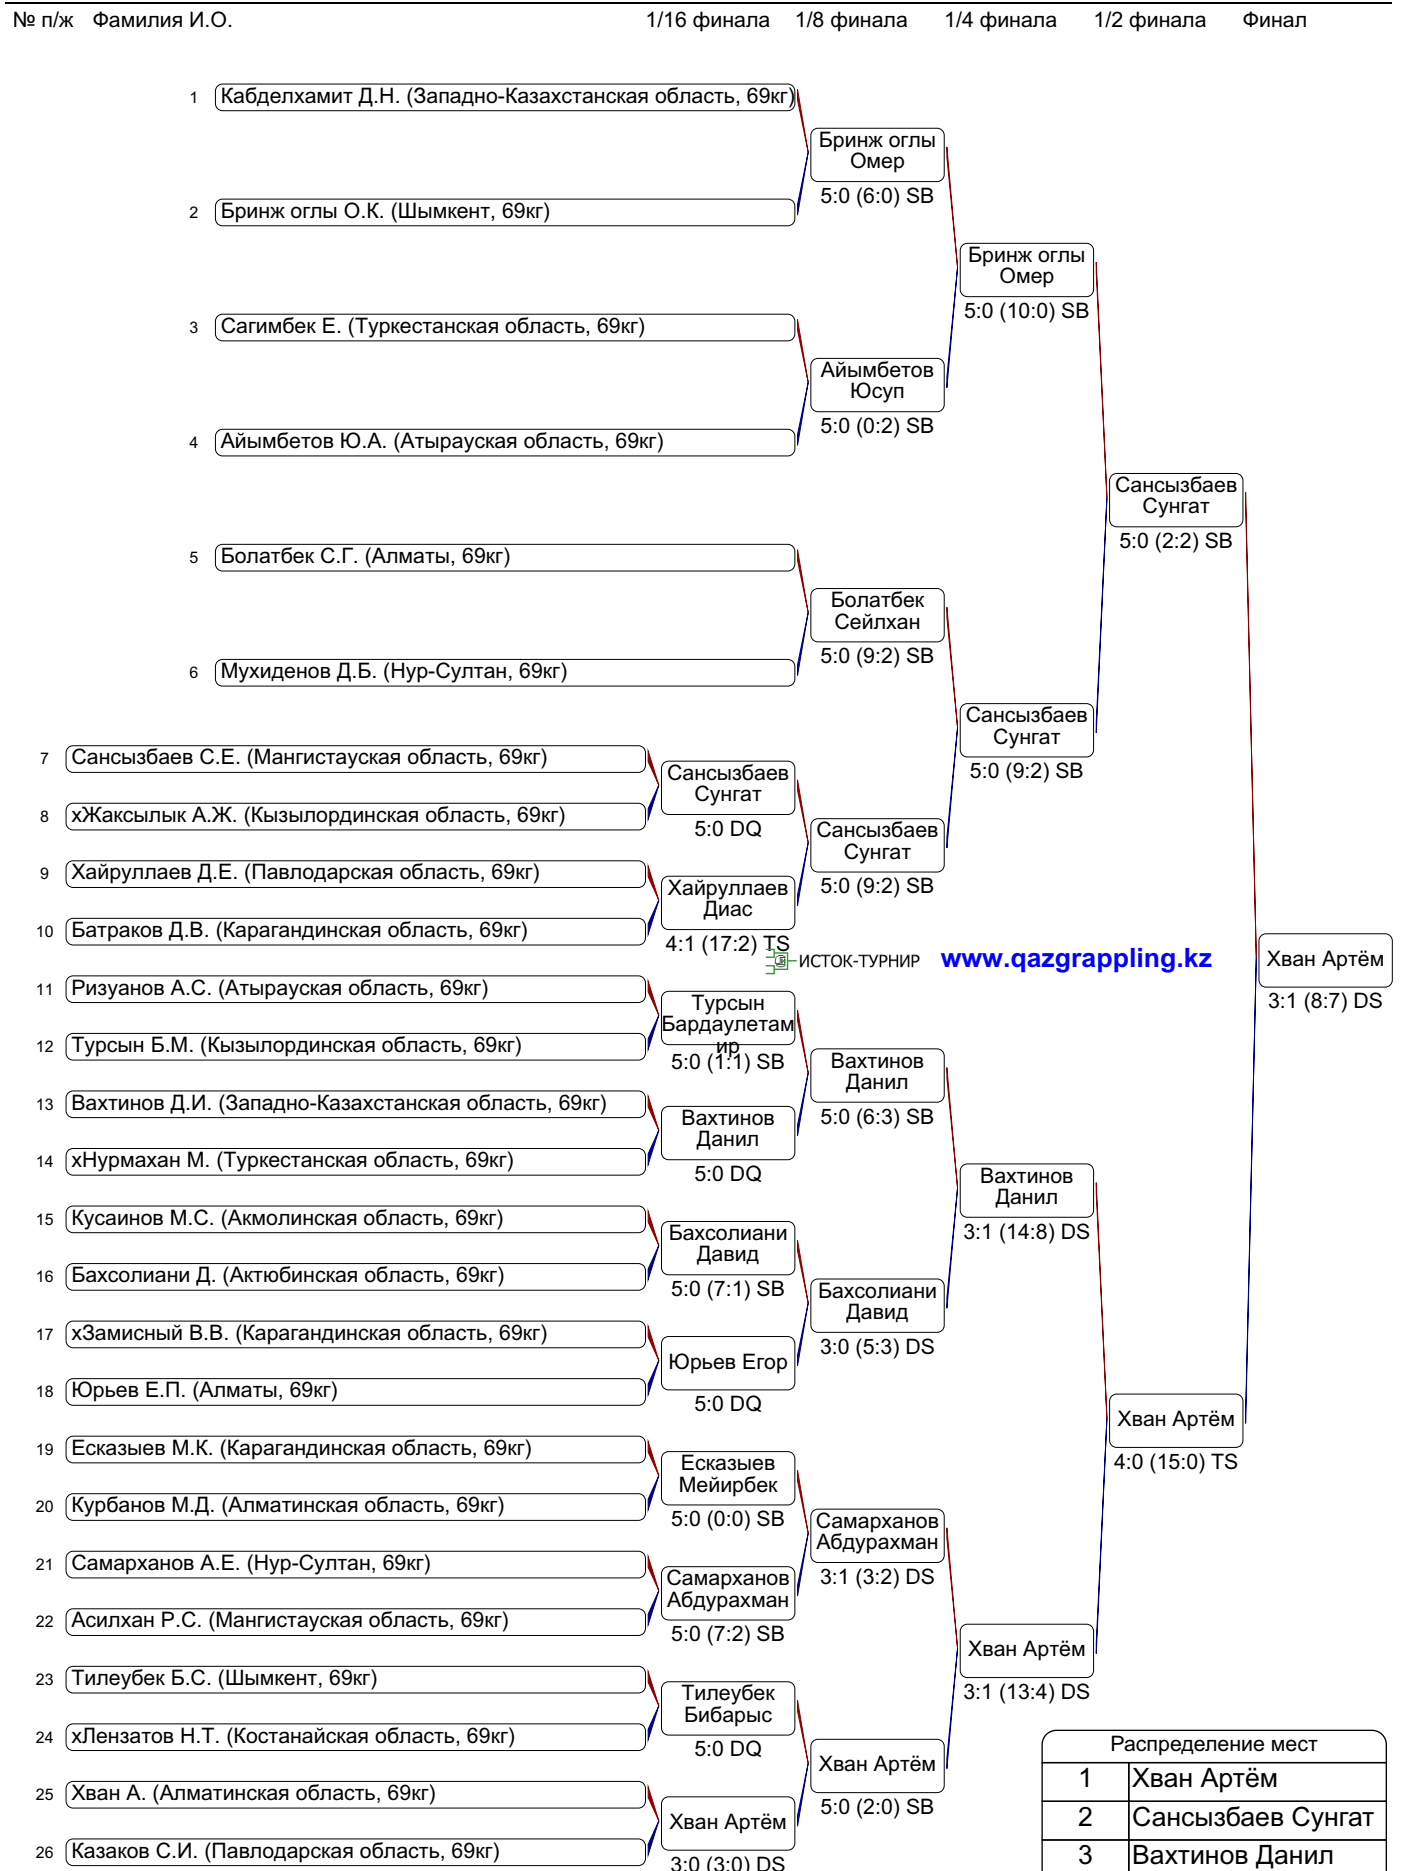 № п/ж Фамилия И.О. 1/16 финала 1/8 финала 1/4 финала 1/2 финала Финал
1 Кабделхамит Д.Н. (Западно-Казахстанская область, 69кг)
Бринж оглы
Омер
5:0 (6:0) SB
2 Бринж оглы О.К. (Шымкент, 69кг)
Бринж оглы
Омер
5:0 (10:0) SB
3 Сагимбек Е. (Туркестанская область, 69кг)
Айымбетов
Юсуп
5:0 (0:2) SB
4 Айымбетов Ю.А. (Атырауская область, 69кг)
Сансызбаев
Сунгат
5:0 (2:2) SB
5 Болатбек С.Г. (Алматы, 69кг)
Болатбек
Сейлхан
5:0 (9:2) SB
6 Мухиденов Д.Б. (Нур-Султан, 69кг)
Сансызбаев
Сунгат
5:0 (9:2) SB
7 Сансызбаев С.Е. (Мангистауская область, 69кг)
Сансызбаев
Сунгат
5:0 DQ
8 хЖаксылык А.Ж. (Кызылординская область, 69кг)
Сансызбаев
Сунгат
5:0 (9:2) SB
9 Хайруллаев Д.Е. (Павлодарская область, 69кг)
Хайруллаев
Диас
4:1 (17:2) TS
10 Батраков Д.В. (Карагандинская область, 69кг)
ИСТОК-ТУРНИР www.qazgrappling.kz
Хван Артём
3:1 (8:7) DS
11 Ризуанов А.С. (Атырауская область, 69кг)
Турсын
Бардаулетам
ир
5:0 (1:1) SB
12 Турсын Б.М. (Кызылординская область, 69кг)
Вахтинов
Данил
5:0 (6:3) SB
13 Вахтинов Д.И. (Западно-Казахстанская область, 69кг)
Вахтинов
Данил
5:0 DQ
14 хНурмахан М. (Туркестанская область, 69кг)
Вахтинов
Данил
3:1 (14:8) DS
15 Кусаинов М.С. (Акмолинская область, 69кг)
Бахсолиани
Давид
5:0 (7:1) SB
16 Бахсолиани Д. (Актюбинская область, 69кг)
Бахсолиани
Давид
3:0 (5:3) DS
17 хЗамисный В.В. (Карагандинская область, 69кг)
Юрьев Егор
5:0 DQ
18 Юрьев Е.П. (Алматы, 69кг)
Хван Артём
4:0 (15:0) TS
19 Есказыев М.К. (Карагандинская область, 69кг)
Есказыев
Мейирбек
5:0 (0:0) SB
20 Курбанов М.Д. (Алматинская область, 69кг)
Самарханов
Абдурахман
3:1 (3:2) DS
21 Самарханов А.Е. (Нур-Султан, 69кг)
Самарханов
Абдурахман
5:0 (7:2) SB
22 Асилхан Р.С. (Мангистауская область, 69кг)
Хван Артём
3:1 (13:4) DS
23 Тилеубек Б.С. (Шымкент, 69кг)
Тилеубек
Бибарыс
5:0 DQ
24 хЛензатов Н.Т. (Костанайская область, 69кг)
Хван Артём
5:0 (2:0) SB
25 Хван А. (Алматинская область, 69кг)
Хван Артём
3:0 (3:0) DS
26 Казаков С.И. (Павлодарская область, 69кг)
Распределение мест
1 Хван Артём
2 Сансызбаев Сунгат
3 Вахтинов Данил